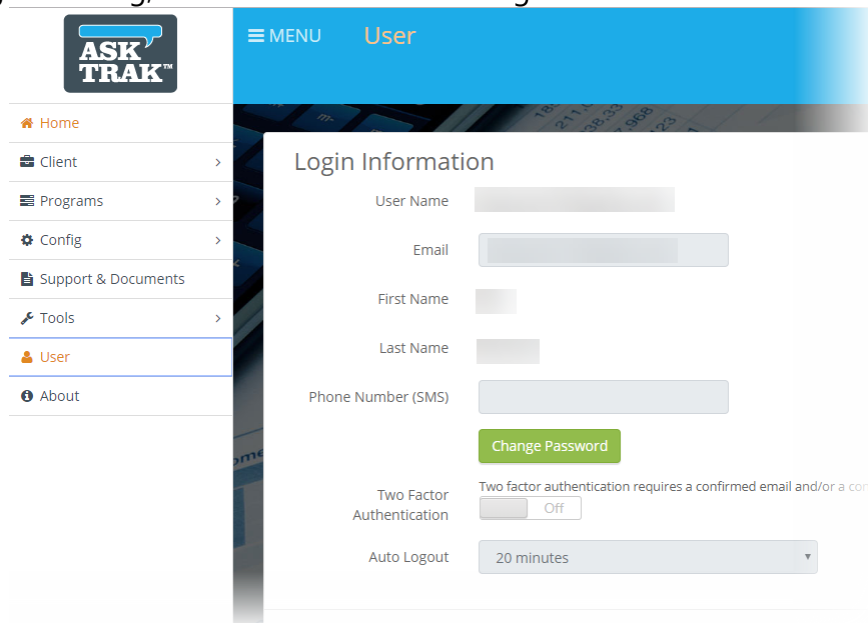 ASK
TRAK™
MENU
User
Home
Client
Programs
Config
Support & Documents
Tools
User
About
Login Information
User Name
Email
First Name
Last Name
Phone Number (SMS)
Change Password
Two Factor
Authentication
Two factor authentication requires a confirmed email and/or a
Off
Auto Logout
20 minutes